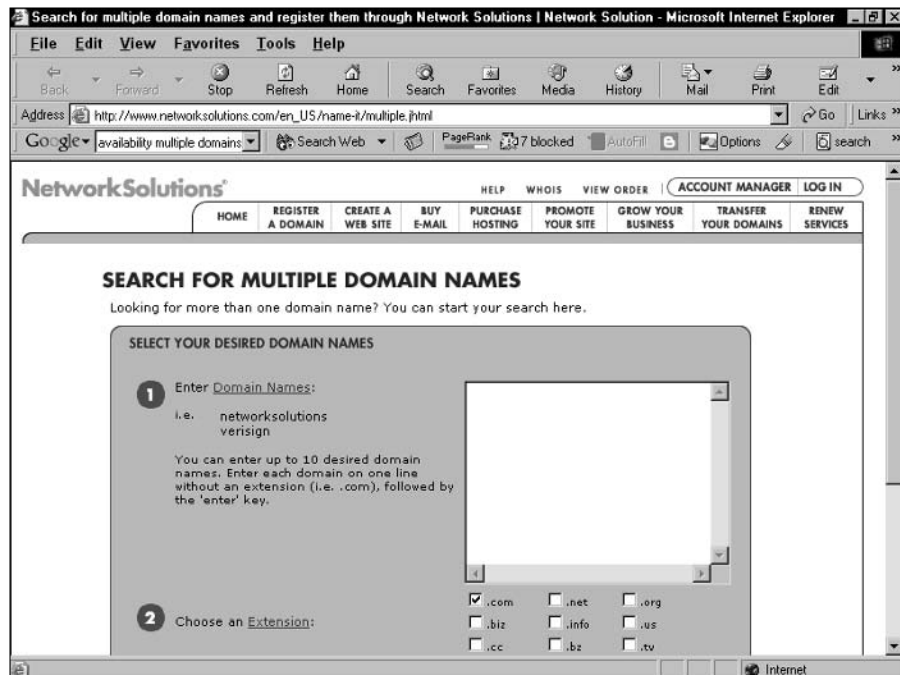 Search for multiple domain names and register them through Network Solutions | Network Solution - Microsoft Internet Explorer
File Edit View Favorites Tools Help
Back Forward Stop Refresh Home Search Favorites Media History Mail Print Edit
Address http://www.networksolutions.com/en_US/name-it/multiple.jhtml Go Links »
Google availability multiple domains Search Web PageRank 17 blocked AutoFill Options search
NetworkSolutions HELP WHOIS VIEW ORDER | ACCOUNT MANAGER | LOG IN
HOME REGISTER A DOMAIN CREATE A WEB SITE BUY E-MAIL PURCHASE HOSTING PROMOTE YOUR SITE GROW YOUR BUSINESS TRANSFER YOUR DOMAINS RENEW SERVICES
SEARCH FOR MULTIPLE DOMAIN NAMES
Looking for more than one domain name? You can start your search here.
SELECT YOUR DESIRED DOMAIN NAMES
1 Enter Domain Names:
i.e. networksolutions
verisign
You can enter up to 10 desired domain
names. Enter each domain on one line
without an extension (i.e. .com), followed by
the 'enter' key.
.com .net .org
2 Choose an Extension: .biz .info .us
.cc .bz .tv
Internet